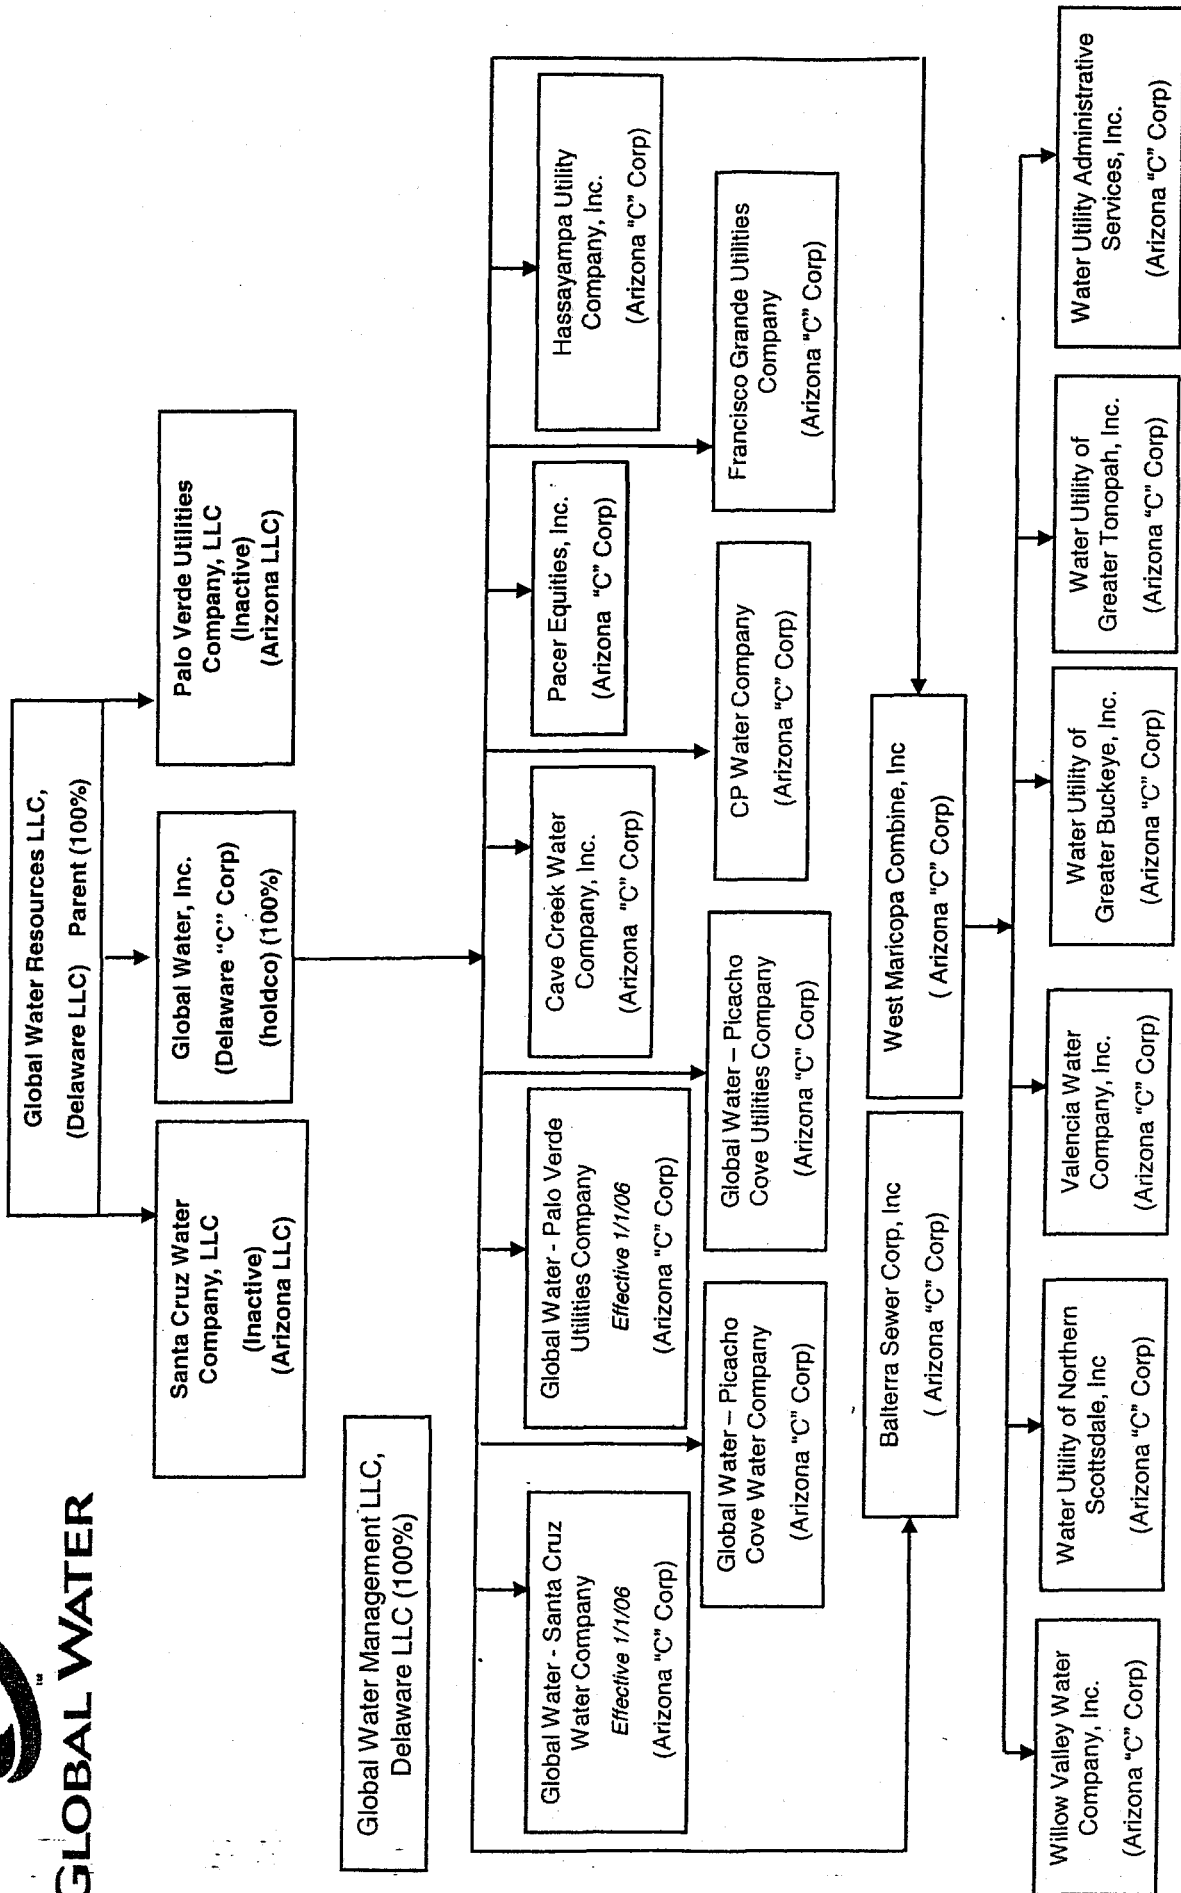 GLOBAL WATER
Global Water Resources LLC,
(Delaware LLC) Parent (100%)
Santa Cruz Water
Company, LLC
(Inactive)
(Arizona LLC)
Global Water, Inc.
(Delaware "C" Corp)
(holdco) (100%)
Palo Verde Utilities
Company, LLC
(Inactive)
(Arizona LLC)
Global Water Management LLC,
Delaware LLC (100%)
Global Water - Santa Cruz
Water Company
Effective 1/1/06
(Arizona "C" Corp)
Global Water - Palo Verde
Utilities Company
Effective 1/1/06
(Arizona "C" Corp)
Cave Creek Water
Company, Inc.
(Arizona "C" Corp)
Pacer Equities, Inc.
(Arizona "C" Corp)
Hassayampa Utility
Company, Inc.
(Arizona "C" Corp)
Global Water – Picacho
Cove Water Company
(Arizona "C" Corp)
Global Water – Picacho
Cove Utilities Company
(Arizona "C" Corp)
CP Water Company
(Arizona "C" Corp)
Francisco Grande Utilities
Company
(Arizona "C" Corp)
Balterra Sewer Corp, Inc
( Arizona "C" Corp)
West Maricopa Combine, Inc
( Arizona "C" Corp)
Willow Valley Water
Company, Inc.
(Arizona "C" Corp)
Water Utility of Northern
Scottsdale, Inc
(Arizona "C" Corp)
Valencia Water
Company, Inc.
(Arizona "C" Corp)
Water Utility of
Greater Buckeye, Inc.
(Arizona "C" Corp)
Water Utility of
Greater Tonopah, Inc.
(Arizona "C" Corp)
Water Utility Administrative
Services, Inc.
(Arizona "C" Corp)